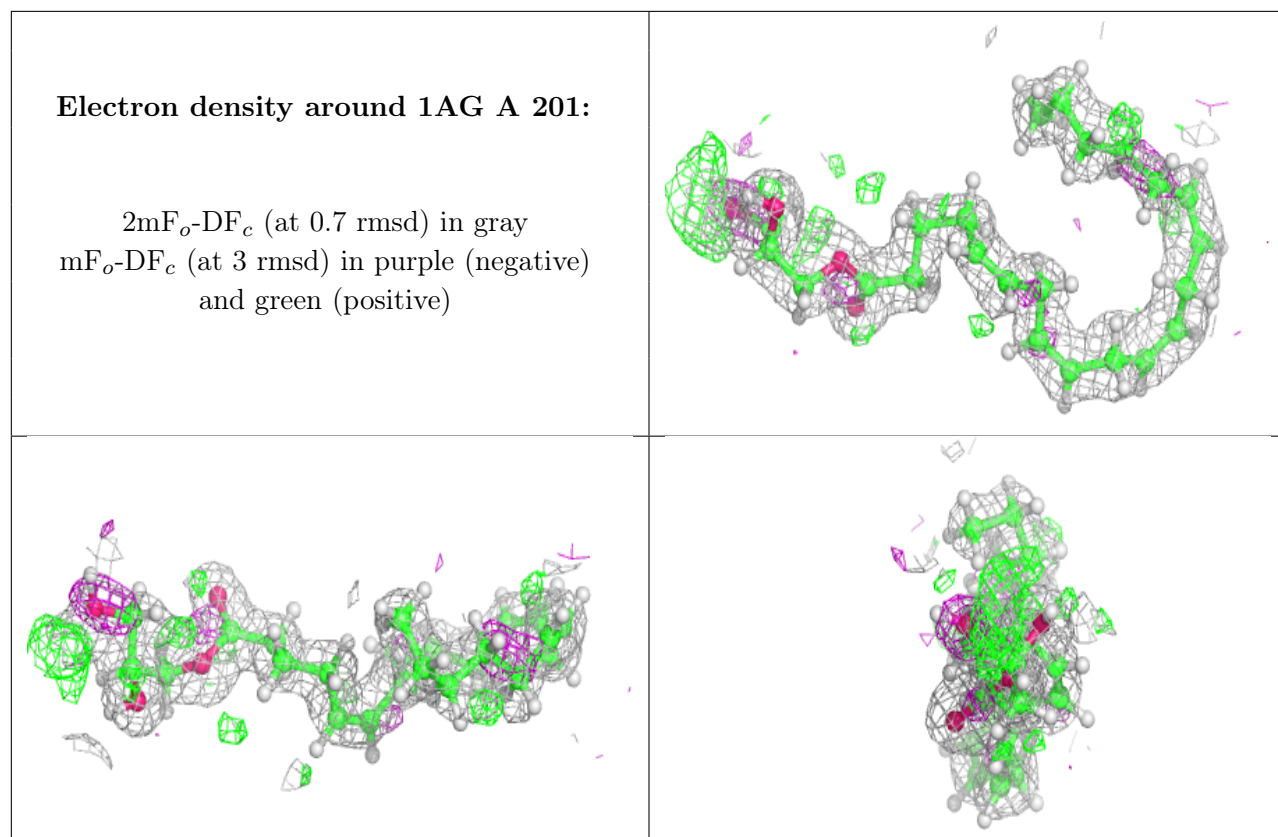 Electron density around 1AG A 201:
2mFo-DFc (at 0.7 rmsd) in gray
mFo-DFc (at 3 rmsd) in purple (negative)
and green (positive)